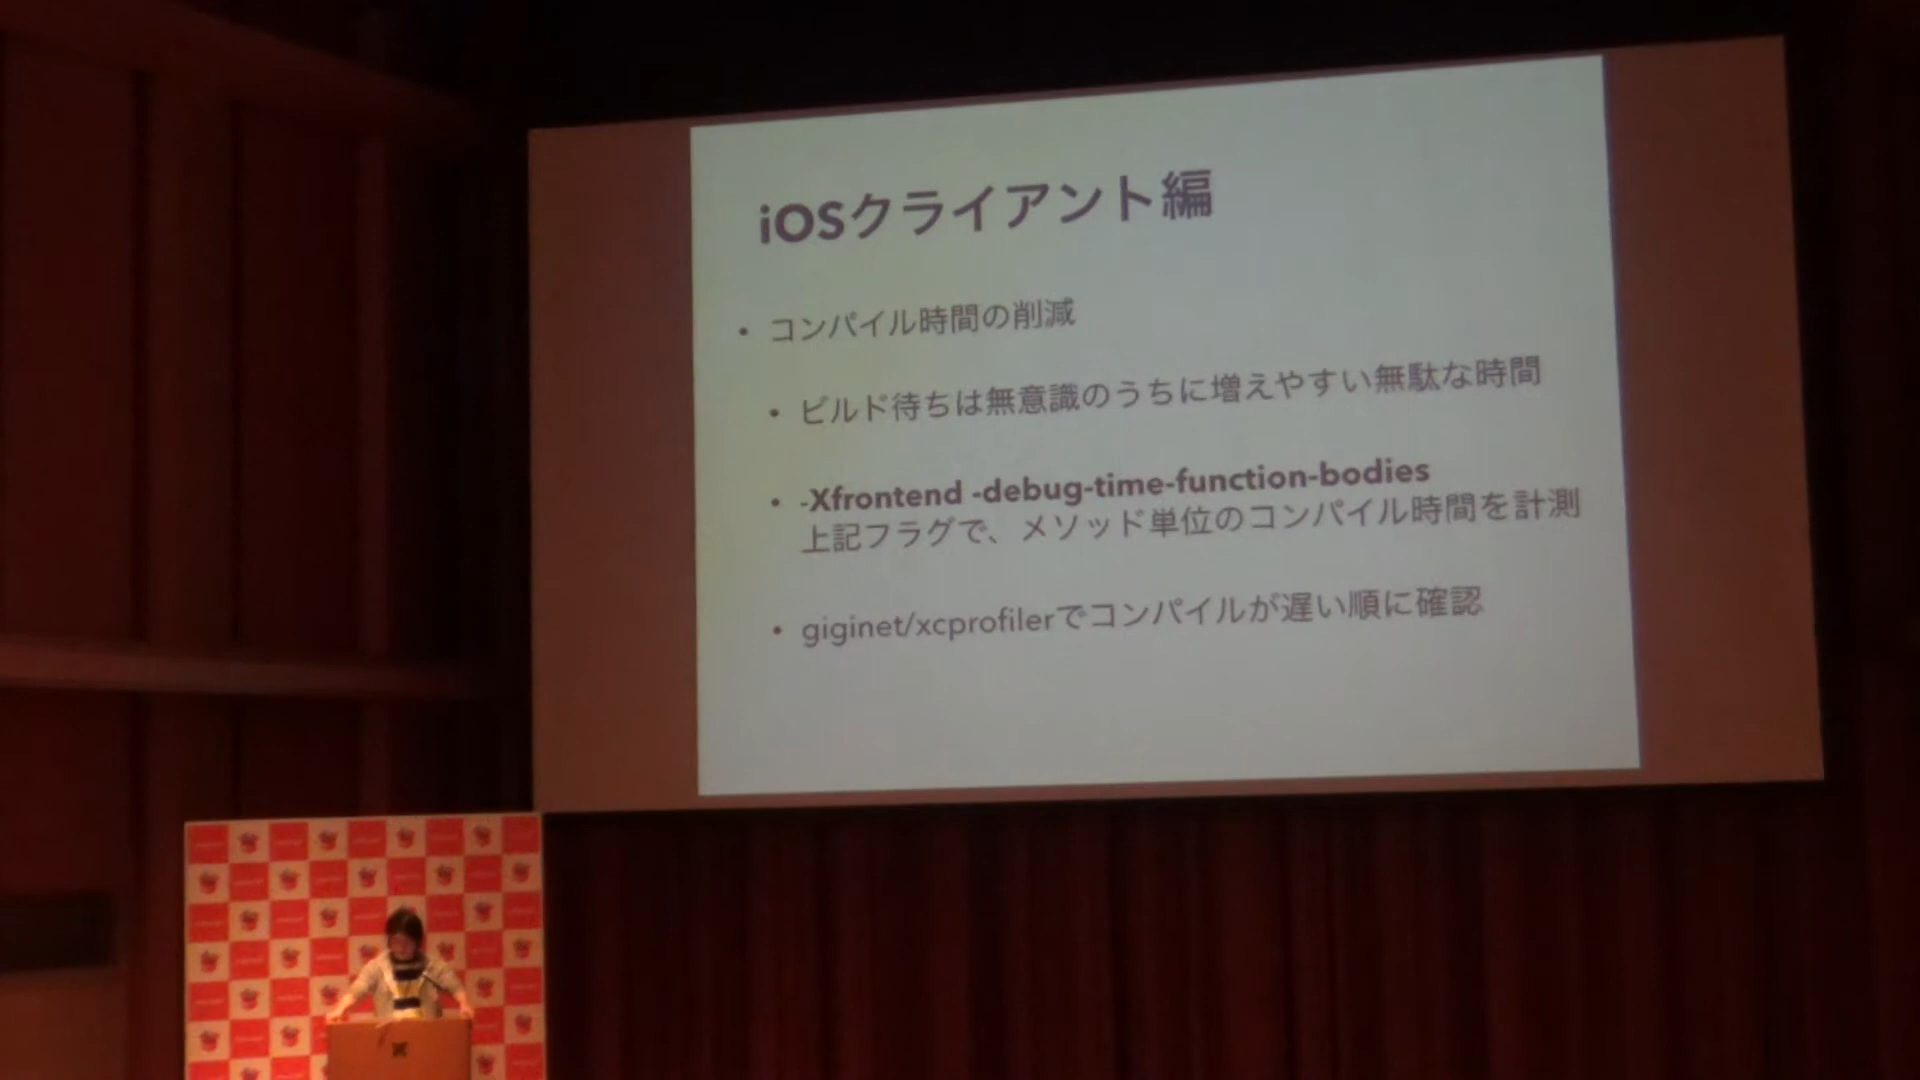 iOSクライアント編
• コンパイル時間の削減
• ビルド待ちは無意識のうちに増えやすい無駄な時間
• -Xfrontend -debug-time-function-bodies
上記フラグで、メソッド単位のコンパイル時間を計測
• giginet/xcprofilerでコンパイルが遅い順に確認